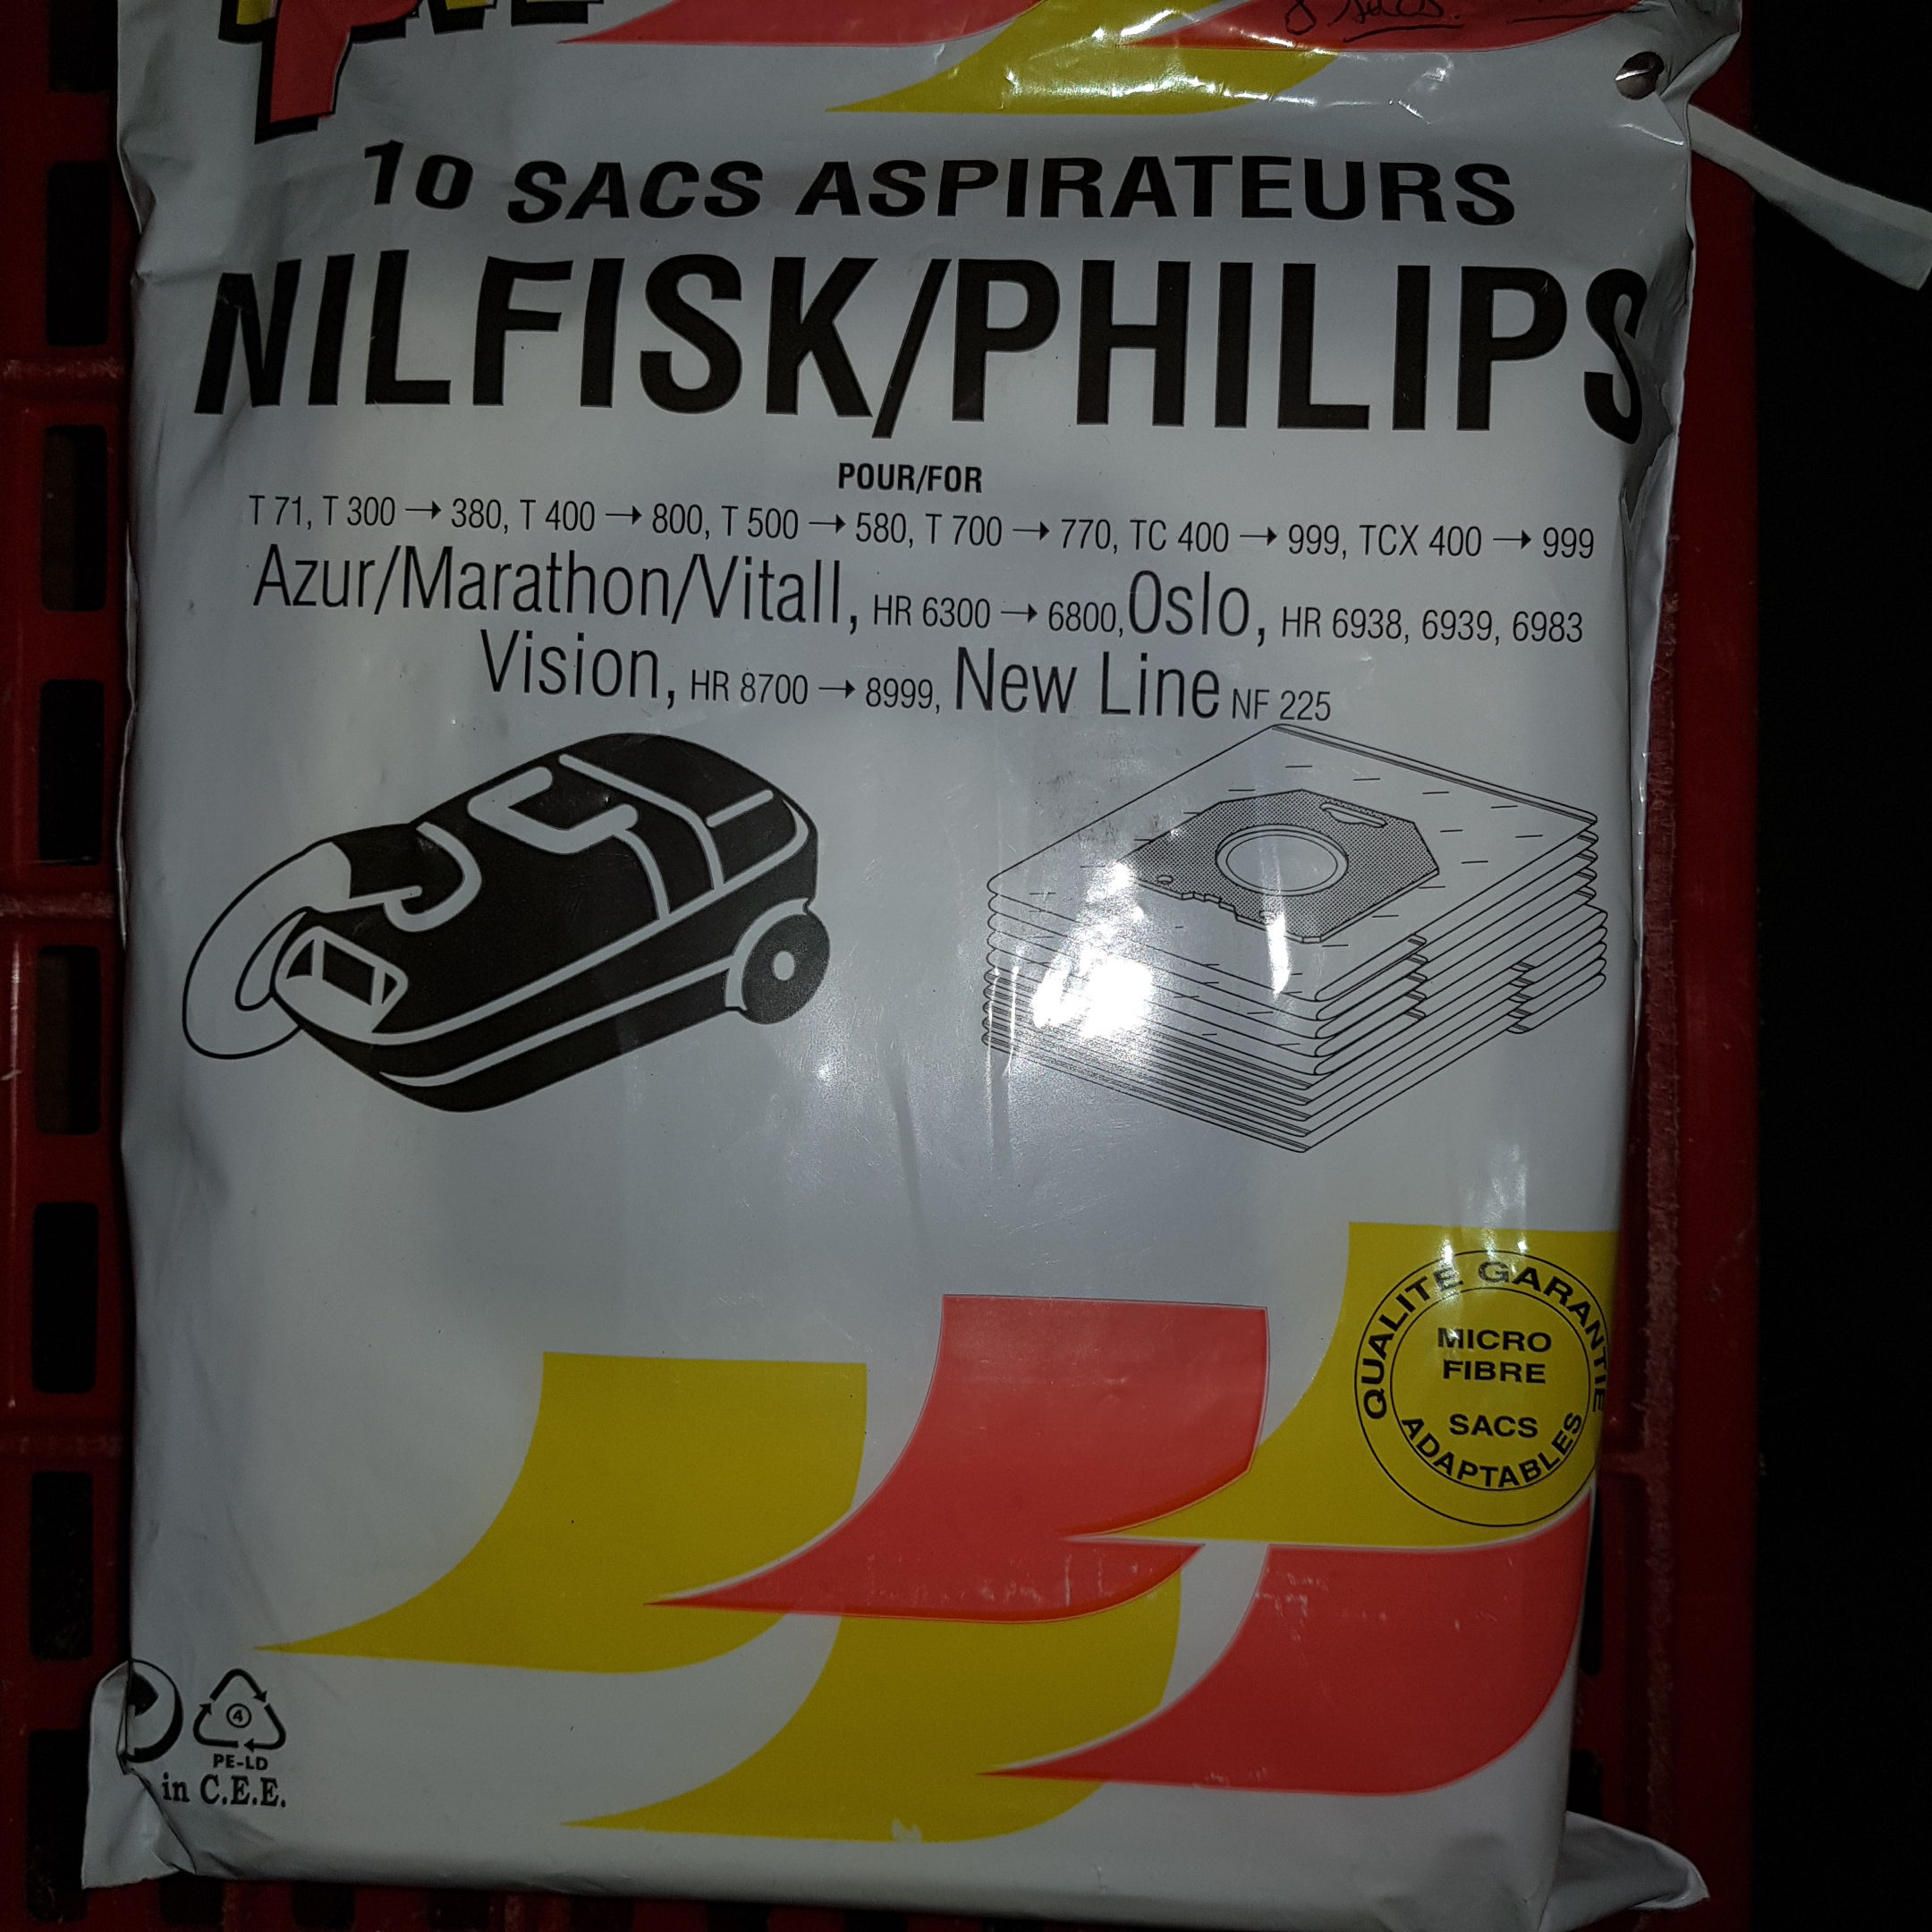 8 sacs.
10 SACS ASPIRATEURS
NILFISK/PHILIPS
POUR/FOR
T 71, T 300 → 380, T 400 → 800, T 500 → 580, T 700 → 770, TC 400 → 999, TCX 400 → 999
Azur/Marathon/Vitall, HR 6300 → 6800, Oslo, HR 6938, 6939, 6983
Vision, HR 8700 → 8999, New Line NF 225
QUALITE GARANTIE
MICRO
FIBRE
SACS
ADAPTABLES
4
PE-LD
in C.E.E.